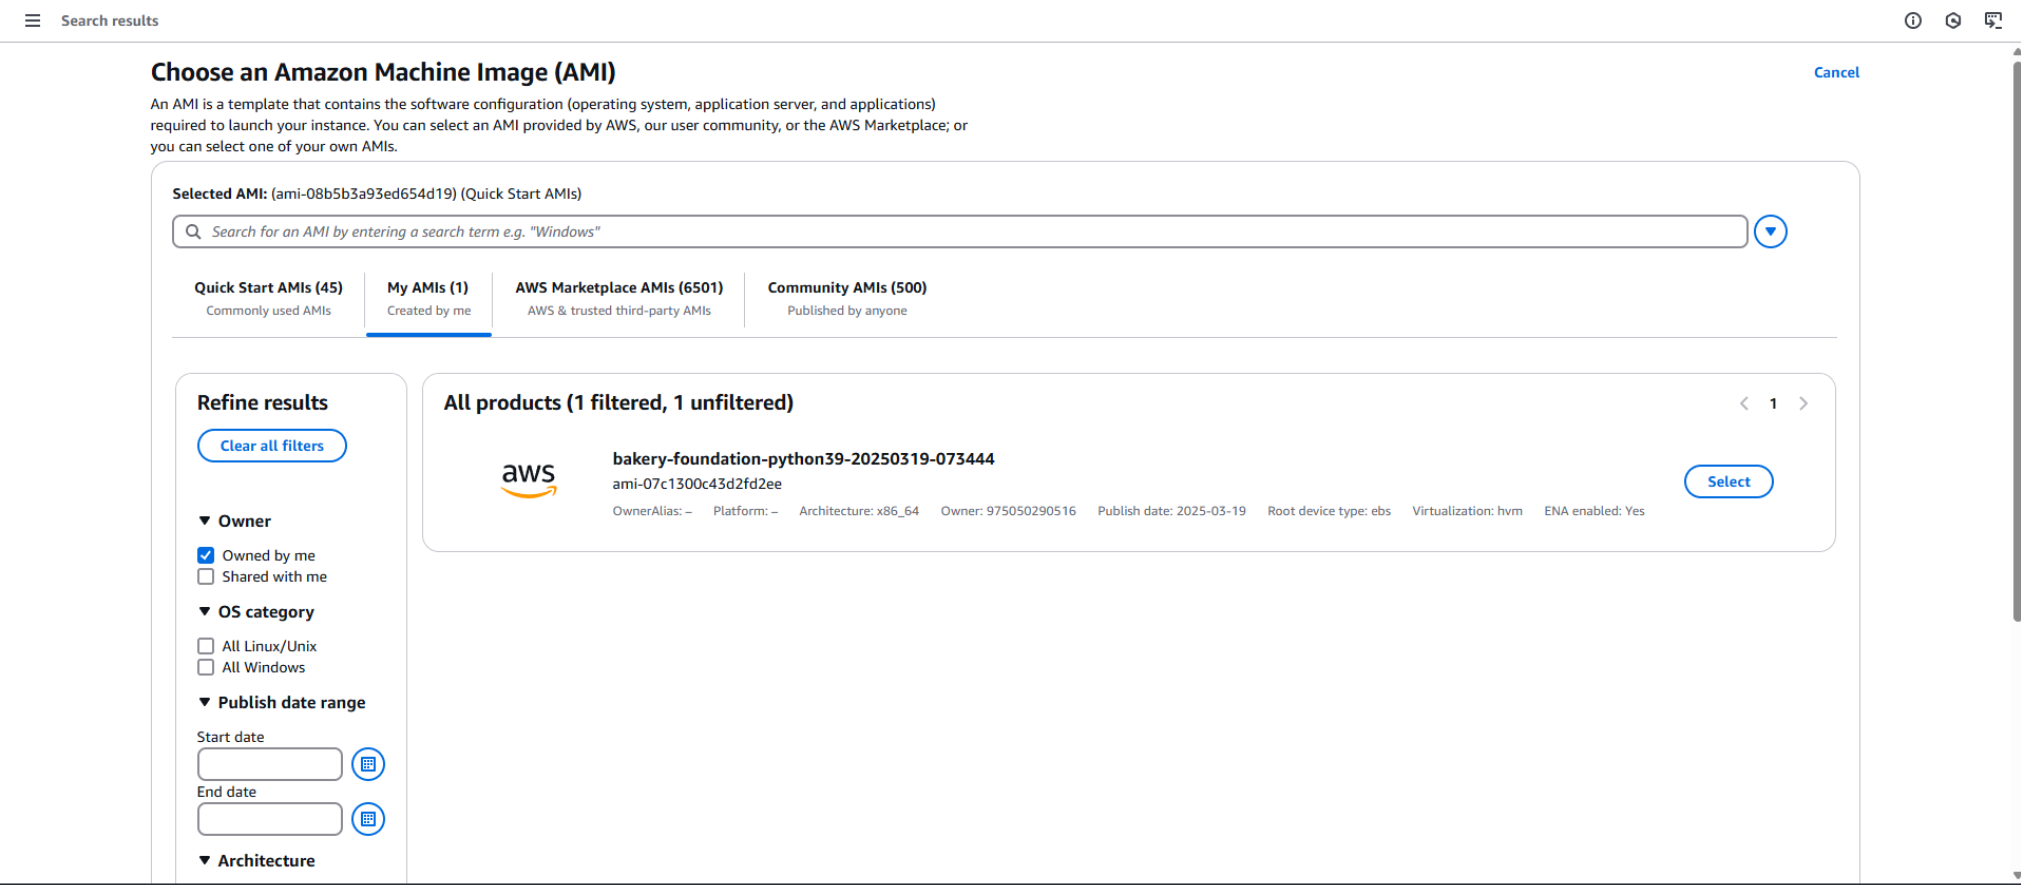 Search results
Choose an Amazon Machine Image (AMI)
Cancel
An AMI is a template that contains the software configuration (operating system, application server, and applications)
required to launch your instance. You can select an AMI provided by AWS, our user community, or the AWS Marketplace; or
you can select one of your own AMIs.
Selected AMI: (ami-08b5b3a93ed654d19) (Quick Start AMIs)
Search for an AMI by entering a search term e.g. "Windows"
Quick Start AMIs (45)
Commonly used AMIs
My AMIs (1)
Created by me
AWS Marketplace AMIs (6501)
AWS & trusted third-party AMIs
Community AMIs (500)
Published by anyone
Refine results
Clear all filters
Owner
Owned by me
Shared with me
OS category
All Linux/Unix
All Windows
Publish date range
Start date
End date
Architecture
All products (1 filtered, 1 unfiltered)
1
aws
bakery-foundation-python39-20250319-073444
ami-07c1300c43d2fd2ee
OwnerAlias: – Platform: – Architecture: x86_64 Owner: 975050290516 Publish date: 2025-03-19 Root device type: ebs Virtualization: hvm ENA enabled: Yes
Select